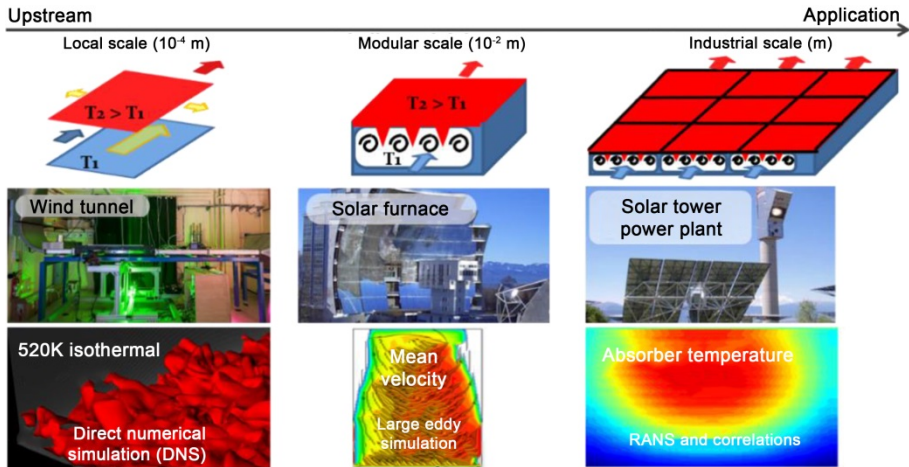 Upstream
Application
Local scale (10⁻⁴ m)
Modular scale (10⁻² m)
Industrial scale (m)
T₂ > T₁
T₁
T₂ > T₁
T₁
Wind tunnel
Solar furnace
Solar tower
power plant
520K isothermal
Direct numerical
simulation (DNS)
Mean
velocity
Large eddy
simulation
Absorber temperature
RANS and correlations